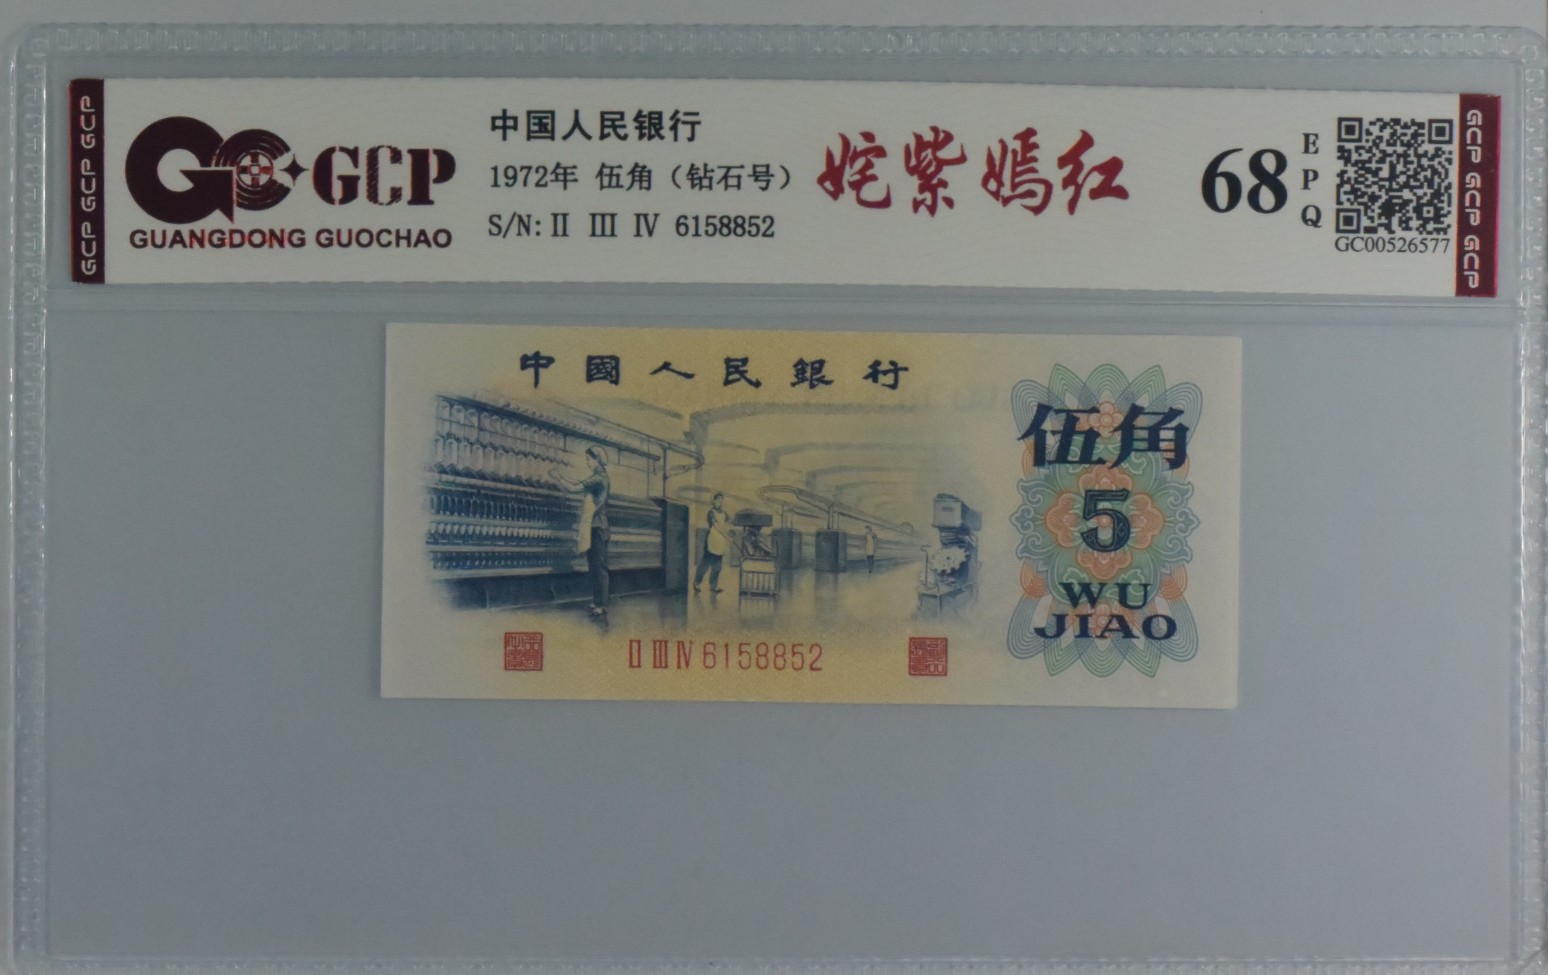 GCP GCP GCP
GCP
GUANGDONG GUOCHAO
中国人民银行
1972年 伍角（钻石号）
S/N: II III IV 6158852
姹紫嫣红
68
EPQ
GC00526577
GCP GCP GCP
中國人民銀行
伍角
5
WU
JIAO
II III IV 6158852